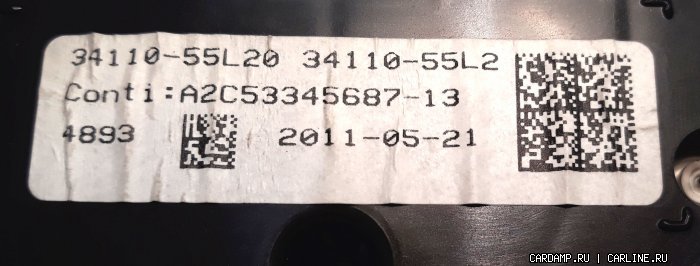 34110-55L20 34110-55L2
Conti:A2C53345687-13
4893 2011-05-21
CARDAMP.RU | CARLINE.RU